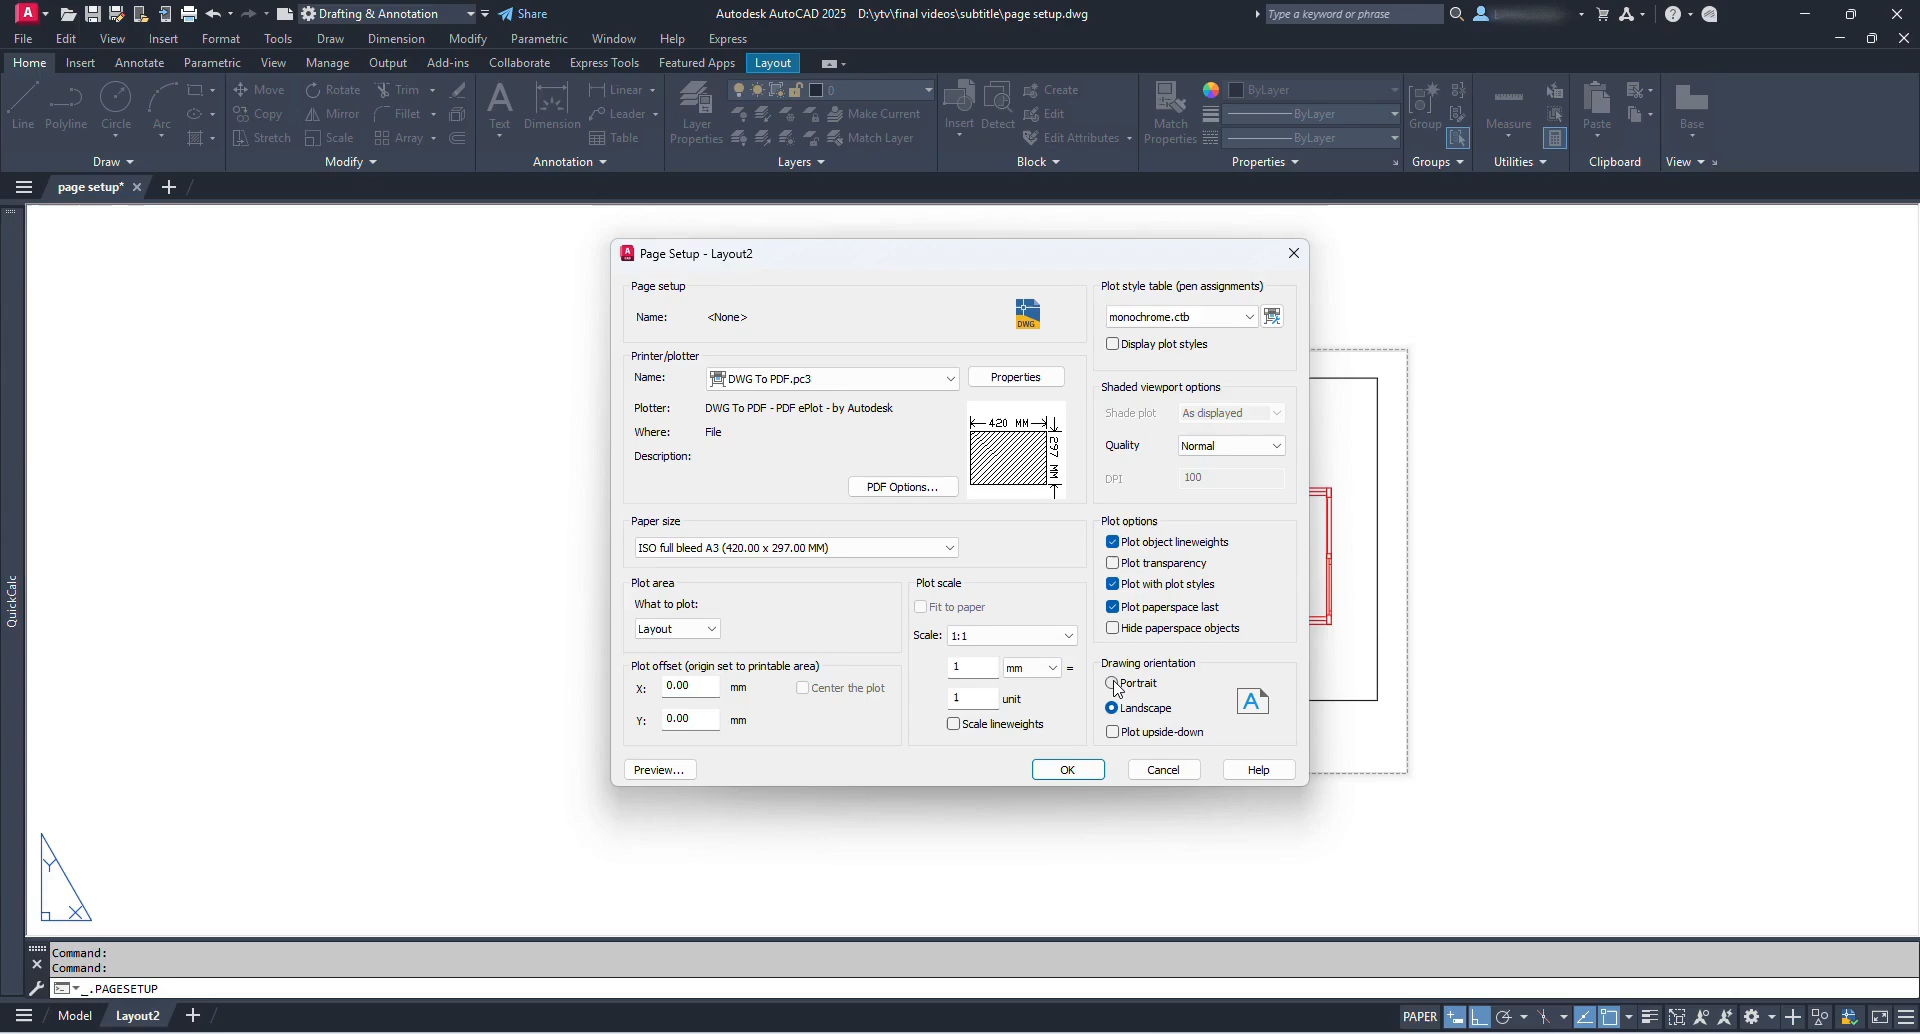 Drafting & Annotation Share Autodesk AutoCAD 2025 D:\ytv\final videos\subtitle\page setup.dwg Type a keyword or phrase
File Edit View Insert Format Tools Draw Dimension Modify Parametric Window Help Express
Home Insert Annotate Parametric View Manage Output Add-ins Collaborate Express Tools Featured Apps Layout
Move Rotate Trim Linear 0 Create ByLayer
Line Polyline Circle Arc Copy Mirror Fillet Text Dimension Leader Layer Properties Make Current Insert Detect Edit Match Properties ByLayer Group Measure Paste Base
Stretch Scale Array Table Match Layer Edit Attributes ByLayer
Draw Modify Annotation Layers Block Properties Groups Utilities Clipboard View
page setup*
QuickCalc
Page Setup - Layout2
Page setup
Name: <None>
DWG
Printer/plotter
Name: DWG To PDF.pc3 Properties
Plotter: DWG To PDF - PDF ePlot - by Autodesk
Where: File
Description:
420 MM
297 MM
PDF Options...
Paper size
ISO full bleed A3 (420.00 x 297.00 MM)
Plot area
What to plot:
Layout
Plot offset (origin set to printable area)
X: 0.00 mm Center the plot
Y: 0.00 mm
Plot scale
Fit to paper
Scale: 1:1
1 mm =
1 unit
Scale lineweights
Plot style table (pen assignments)
monochrome.ctb
Display plot styles
Shaded viewport options
Shade plot As displayed
Quality Normal
DPI 100
Plot options
Plot object lineweights
Plot transparency
Plot with plot styles
Plot paperspace last
Hide paperspace objects
Drawing orientation
Portrait
Landscape
Plot upside-down
A
Preview... OK Cancel Help
Y
X
Command:
Command:
_.PAGESETUP
Model Layout2 PAPER